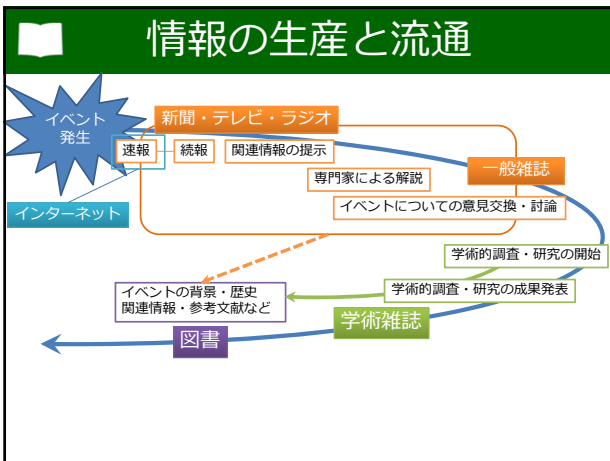 情報の生産と流通
イベント
発生
新聞・テレビ・ラジオ
速報
続報
関連情報の提示
一般雑誌
専門家による解説
インターネット
イベントについての意見交換・討論
学術的調査・研究の開始
イベントの背景・歴史
関連情報・参考文献など
学術的調査・研究の成果発表
学術雑誌
図書